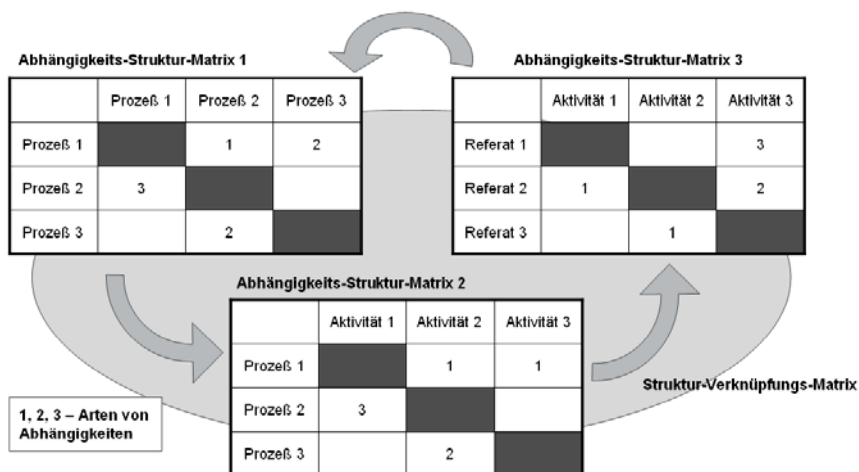 Abhängigkeits-Struktur-Matrix 1
Prozeß 1 Prozeß 2 Prozeß 3
Prozeß 1 1 2
Prozeß 2 3
Prozeß 3 2
Abhängigkeits-Struktur-Matrix 3
Aktivität 1 Aktivität 2 Aktivität 3
Referat 1 3
Referat 2 1 2
Referat 3 1
Abhängigkeits-Struktur-Matrix 2
Aktivität 1 Aktivität 2 Aktivität 3
Prozeß 1 1 1
Prozeß 2 3
Prozeß 3 2
Struktur-Verknüpfungs-Matrix
1, 2, 3 – Arten von
Abhängigkeiten